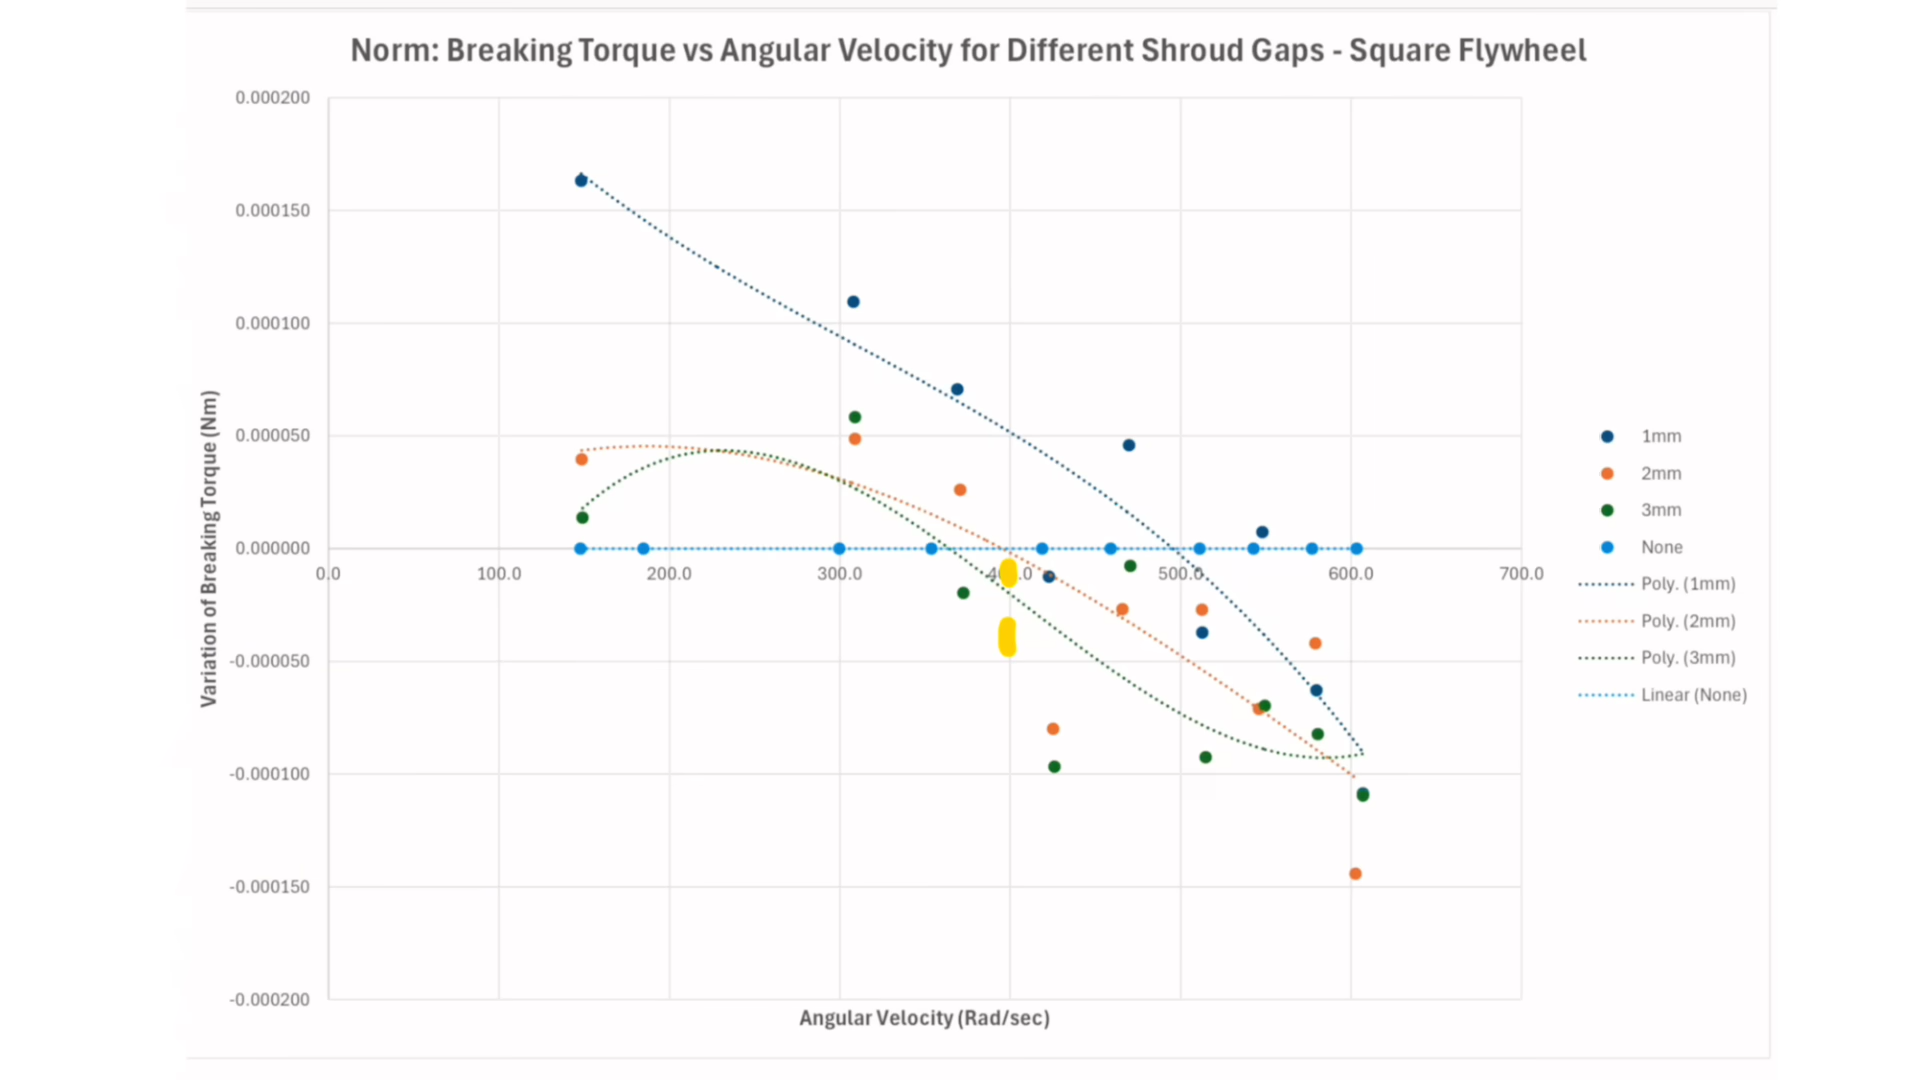 Norm: Breaking Torque vs Angular Velocity for Different Shroud Gaps - Square Flywheel
0.000200
0.000150
0.000100
0.000050
0.000000
-0.000050
-0.000100
-0.000150
-0.000200
Variation of Breaking Torque (Nm)
0.0 100.0 200.0 300.0 500.0 600.0 700.0
Angular Velocity (Rad/sec)
1mm
2mm
3mm
None
Poly. (1mm)
Poly. (2mm)
Poly. (3mm)
Linear (None)